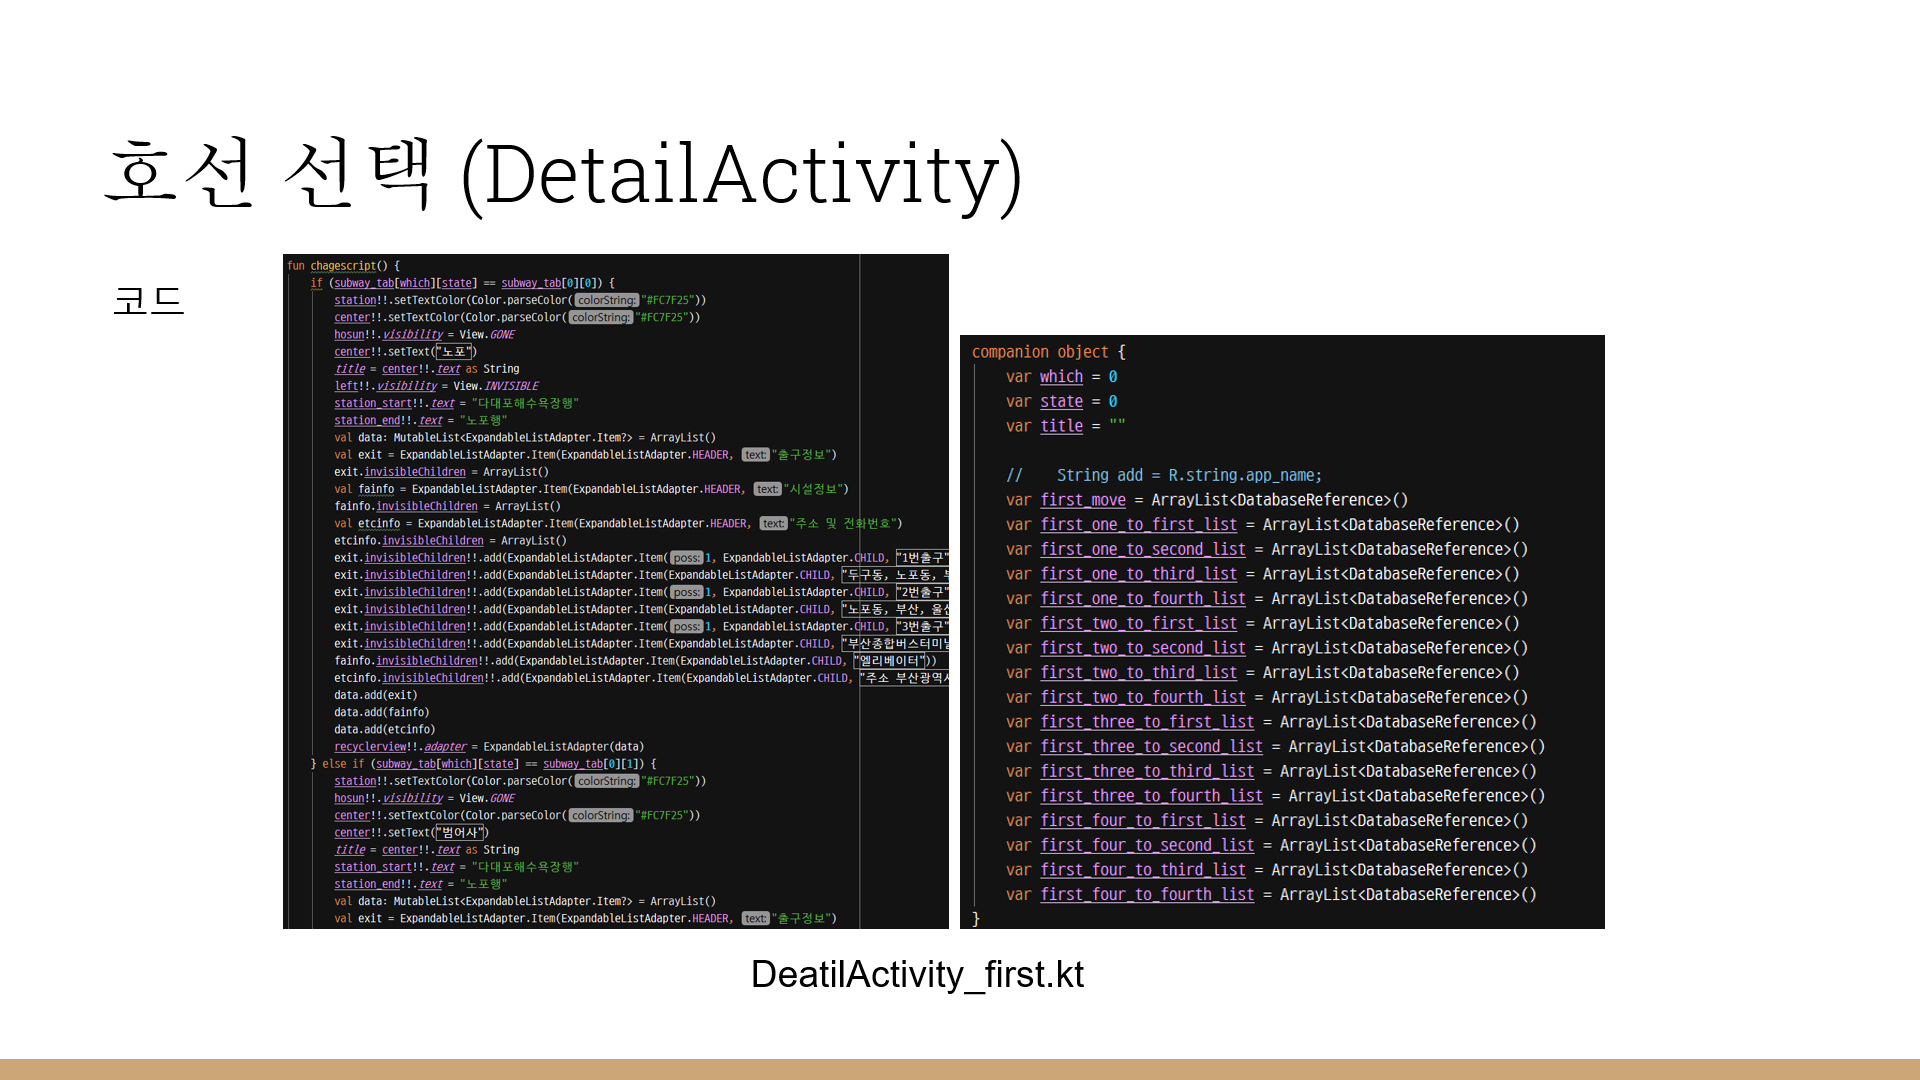 호선 선택 (DetailActivity)
코드
fun chagescript() {
if (subway_tab[which][state] == subway_tab[0][0]) {
station!!.setTextColor(Color.parseColor( colorString: "#FC7F25"))
center!!.setTextColor(Color.parseColor( colorString: "#FC7F25"))
hosun!!.visibility = View.GONE
center!!.setText("노포")
title = center!!.text as String
left!!.visibility = View.INVISIBLE
station_start!!.text = "다대포해수욕장행"
station_end!!.text = "노포행"
val data: MutableList<ExpandableListAdapter.Item?> = ArrayList()
val exit = ExpandableListAdapter.Item(ExpandableListAdapter.HEADER, text: "출구정보")
exit.invisibleChildren = ArrayList()
val fainfo = ExpandableListAdapter.Item(ExpandableListAdapter.HEADER, text: "시설정보")
fainfo.invisibleChildren = ArrayList()
val etcinfo = ExpandableListAdapter.Item(ExpandableListAdapter.HEADER, text: "주소 및 전화번호")
etcinfo.invisibleChildren = ArrayList()
exit.invisibleChildren!!.add(ExpandableListAdapter.Item( poss: 1, ExpandableListAdapter.CHILD, "1번출구"
exit.invisibleChildren!!.add(ExpandableListAdapter.Item(ExpandableListAdapter.CHILD, "두구동, 노포동,
exit.invisibleChildren!!.add(ExpandableListAdapter.Item( poss: 1, ExpandableListAdapter.CHILD, "2번출구"
exit.invisibleChildren!!.add(ExpandableListAdapter.Item(ExpandableListAdapter.CHILD, "노포동, 부산, 울산
exit.invisibleChildren!!.add(ExpandableListAdapter.Item( poss: 1, ExpandableListAdapter.CHILD, "3번출구"
exit.invisibleChildren!!.add(ExpandableListAdapter.Item(ExpandableListAdapter.CHILD, "부산종합버스터미널
fainfo.invisibleChildren!!.add(ExpandableListAdapter.Item(ExpandableListAdapter.CHILD, "엘리베이터"))
etcinfo.invisibleChildren!!.add(ExpandableListAdapter.Item(ExpandableListAdapter.CHILD, "주소 부산광역시
data.add(exit)
data.add(fainfo)
data.add(etcinfo)
recyclerview!!.adapter = ExpandableListAdapter(data)
} else if (subway_tab[which][state] == subway_tab[0][1]) {
station!!.setTextColor(Color.parseColor( colorString: "#FC7F25"))
hosun!!.visibility = View.GONE
center!!.setTextColor(Color.parseColor( colorString: "#FC7F25"))
center!!.setText("범어사")
title = center!!.text as String
station_start!!.text = "다대포해수욕장행"
station_end!!.text = "노포행"
val data: MutableList<ExpandableListAdapter.Item?> = ArrayList()
val exit = ExpandableListAdapter.Item(ExpandableListAdapter.HEADER, text: "출구정보")
companion object {
var which = 0
var state = 0
var title = ""
// String add = R.string.app_name;
var first_move = ArrayList<DatabaseReference>()
var first_one_to_first_list = ArrayList<DatabaseReference>()
var first_one_to_second_list = ArrayList<DatabaseReference>()
var first_one_to_third_list = ArrayList<DatabaseReference>()
var first_one_to_fourth_list = ArrayList<DatabaseReference>()
var first_two_to_first_list = ArrayList<DatabaseReference>()
var first_two_to_second_list = ArrayList<DatabaseReference>()
var first_two_to_third_list = ArrayList<DatabaseReference>()
var first_two_to_fourth_list = ArrayList<DatabaseReference>()
var first_three_to_first_list = ArrayList<DatabaseReference>()
var first_three_to_second_list = ArrayList<DatabaseReference>()
var first_three_to_third_list = ArrayList<DatabaseReference>()
var first_three_to_fourth_list = ArrayList<DatabaseReference>()
var first_four_to_first_list = ArrayList<DatabaseReference>()
var first_four_to_second_list = ArrayList<DatabaseReference>()
var first_four_to_third_list = ArrayList<DatabaseReference>()
var first_four_to_fourth_list = ArrayList<DatabaseReference>()
}
DeatilActivity_first.kt